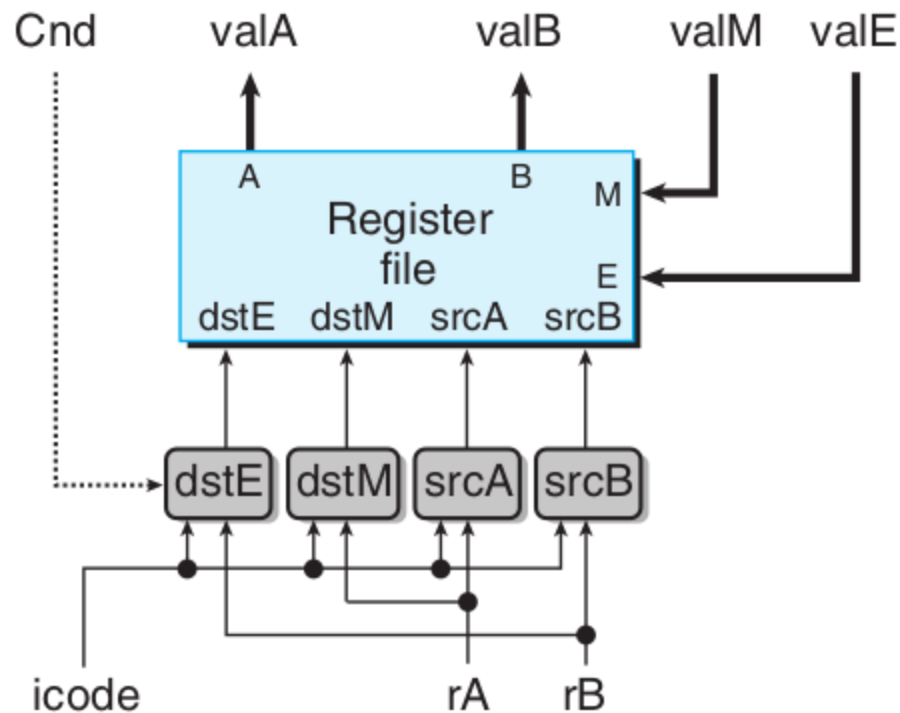 Cnd valA valB valM valE
A B
M
Register
file
E
dstE dstM srcA srcB
dstE dstM srcA srcB
icode rA rB